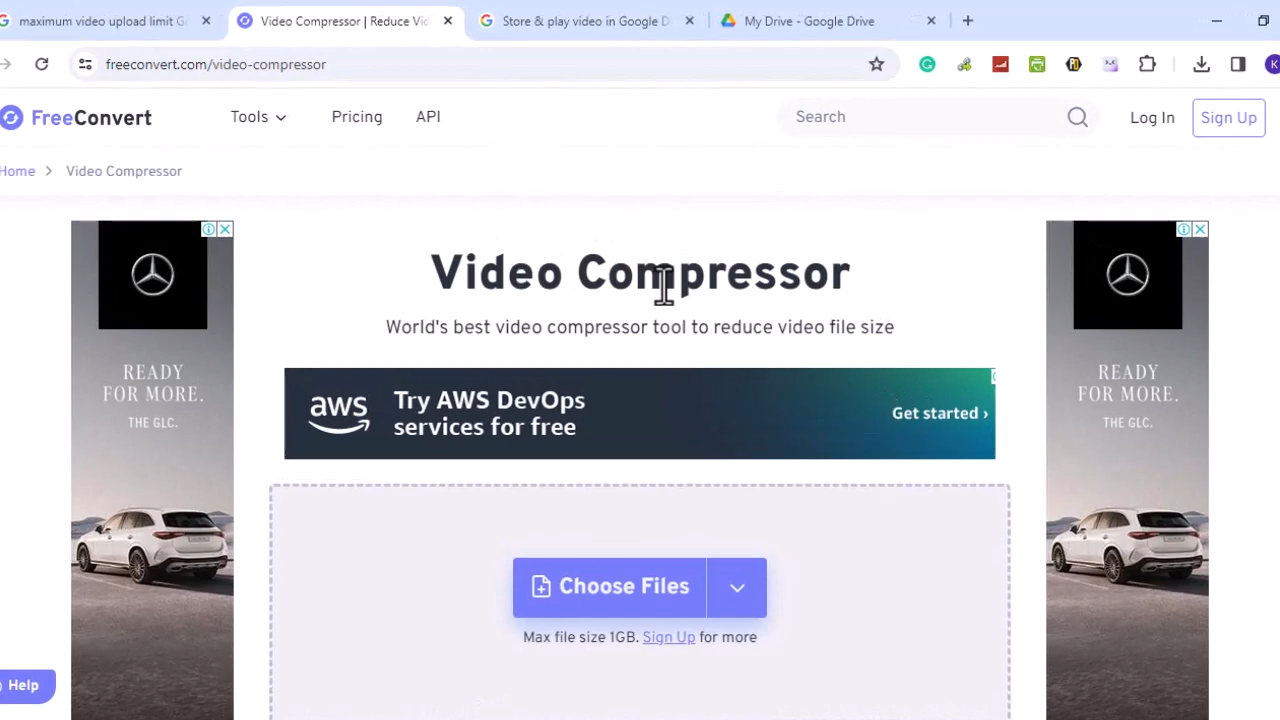 maximum video upload limit G
Video Compressor | Reduce Vid
Store & play video in Google D
My Drive - Google Drive
freeconvert.com/video-compressor
K
FreeConvert
Tools
Pricing
API
Search
Log In
Sign Up
Home
Video Compressor
Video Compressor
World's best video compressor tool to reduce video file size
READY
FOR MORE.
THE GLC.
aws
Try AWS DevOps
services for free
Get started ›
READY
FOR MORE.
THE GLC.
Choose Files
Max file size 1GB. Sign Up for more
Help